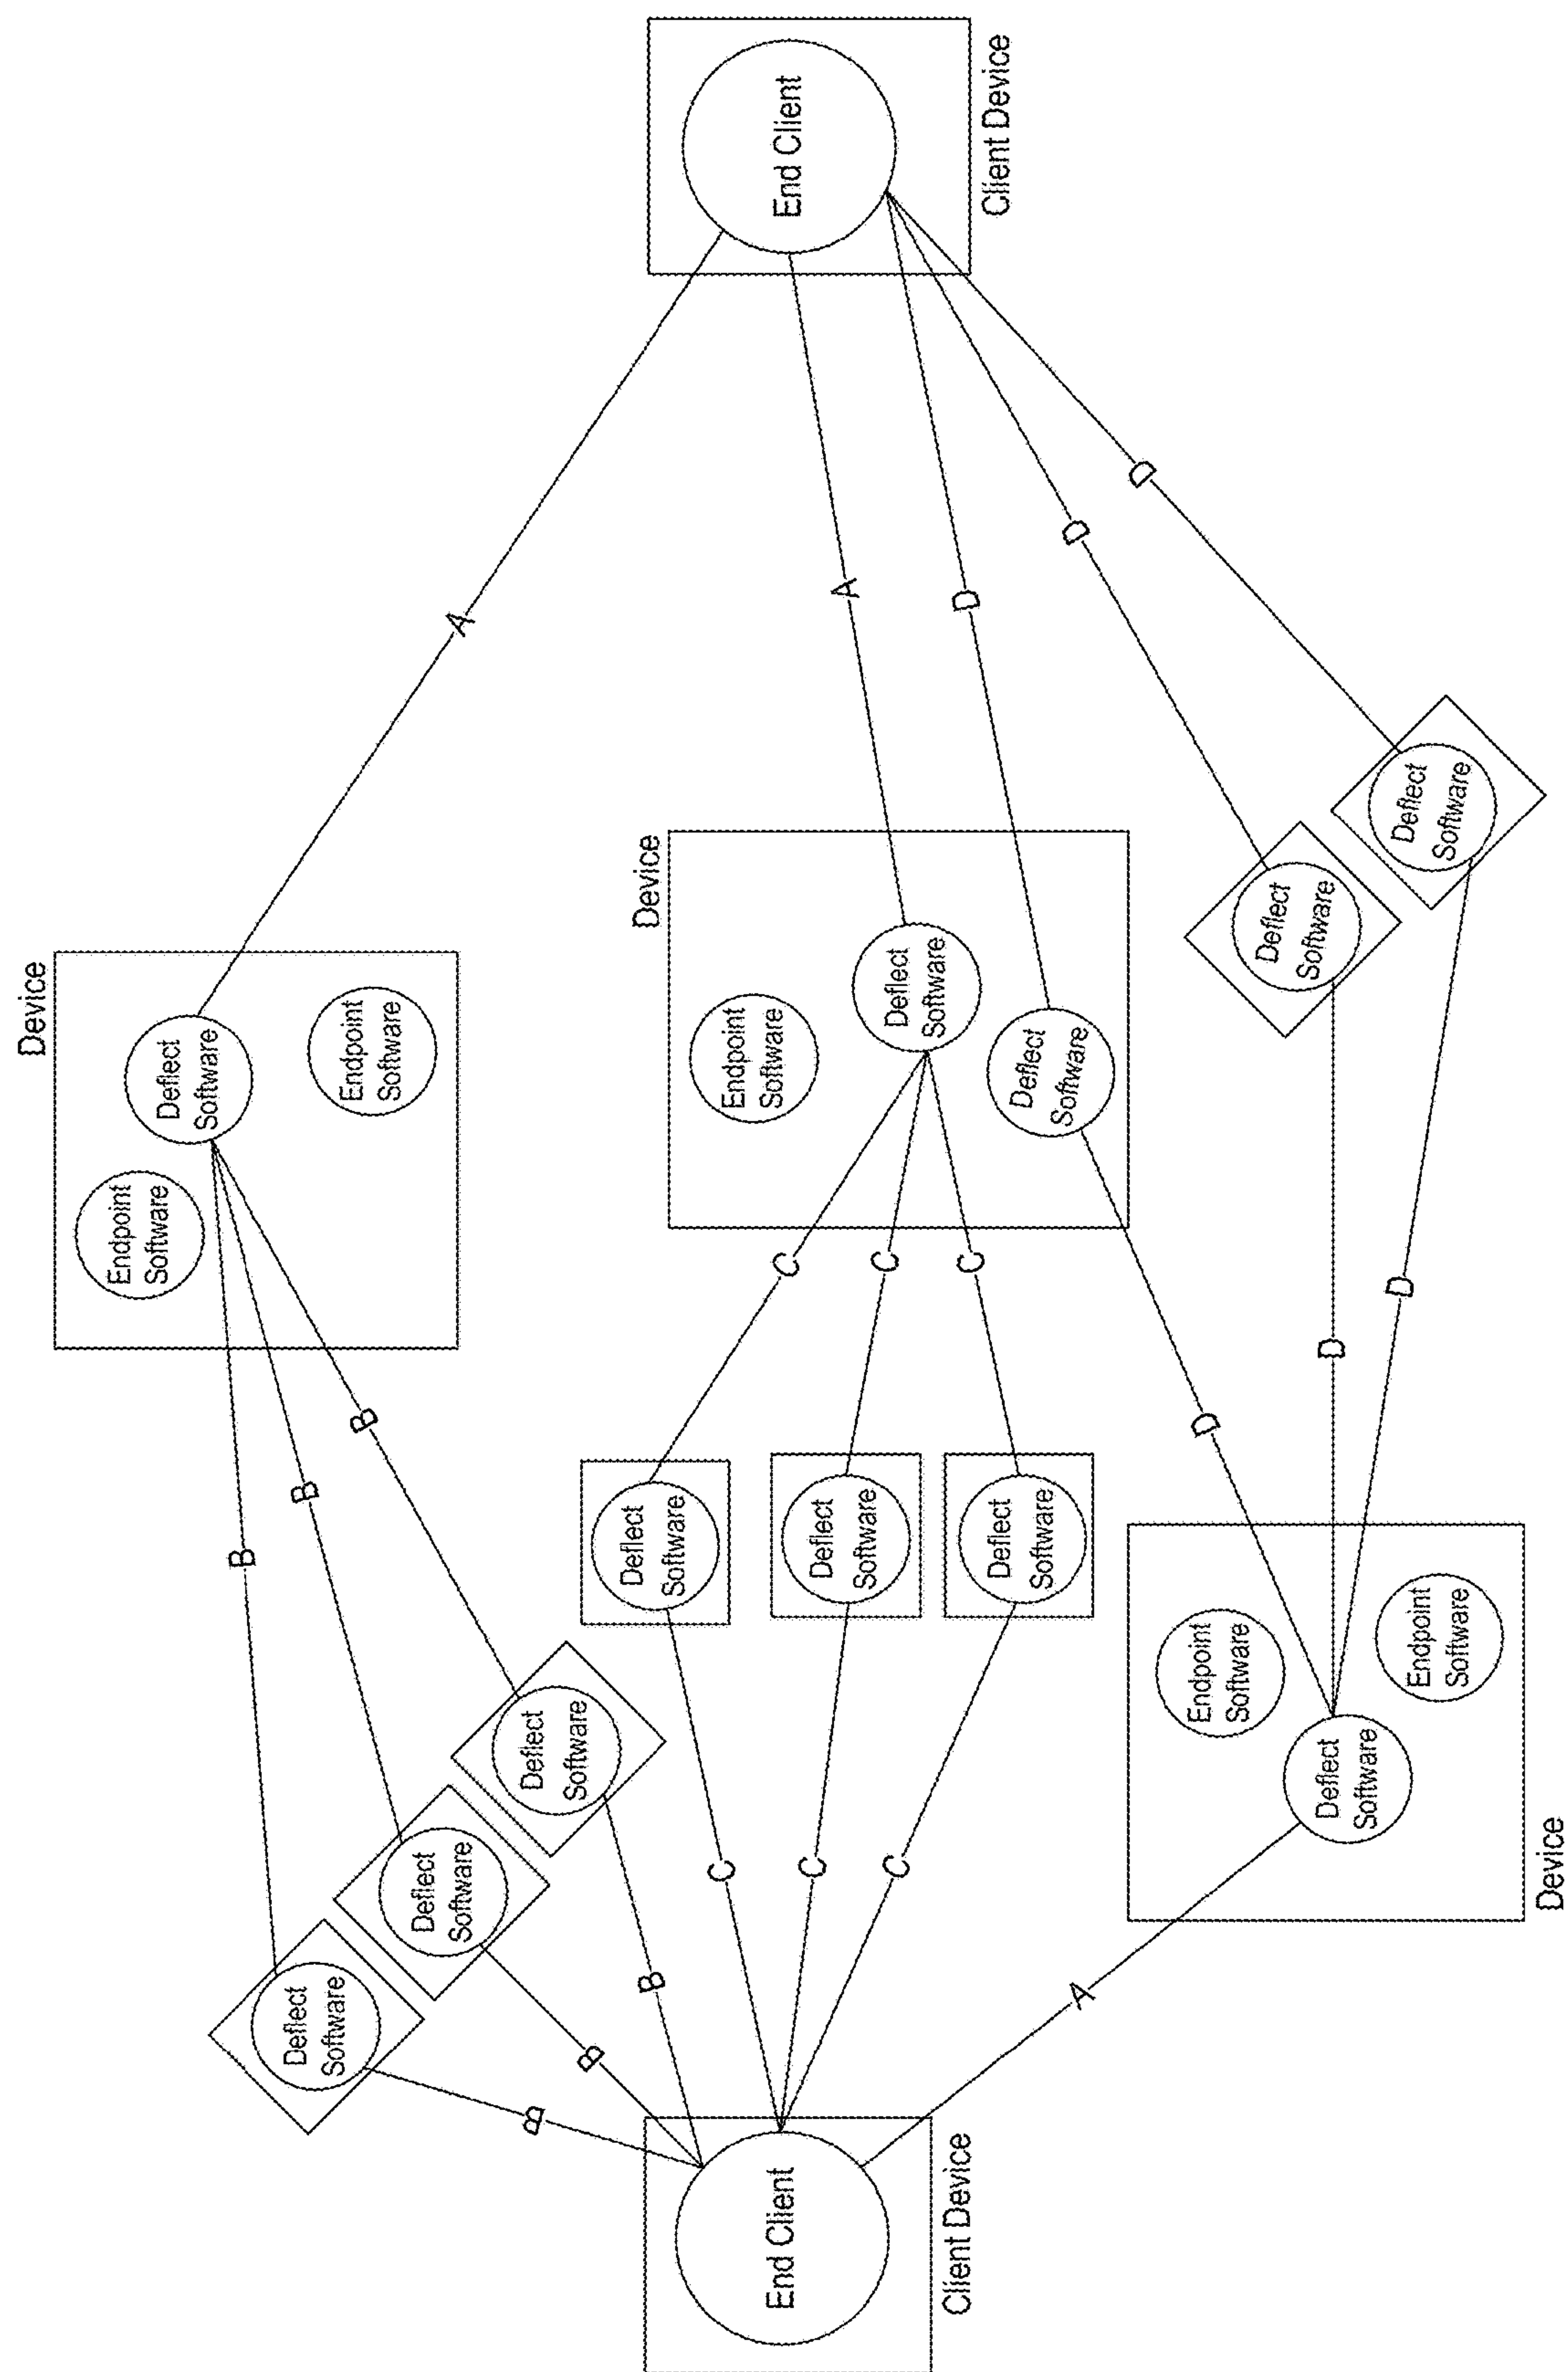 Device
Endpoint
Software
Deflect
Software
B
Deflect
Software
B
Endpoint
Software
B
Deflect
Software
A
B
Deflect
Software
B
Deflect
Software
Device
B
C
Endpoint
Software
End Client
C
End Client
C
Deflect
Software
A
C
Deflect
Software
C
Client Device
D
C
Client Device
Deflect
Software
Deflect
Software
D
A
D
Endpoint
Software
D
Deflect
Software
Deflect
Software
D
D
Deflect
Software
Endpoint
Software
Device